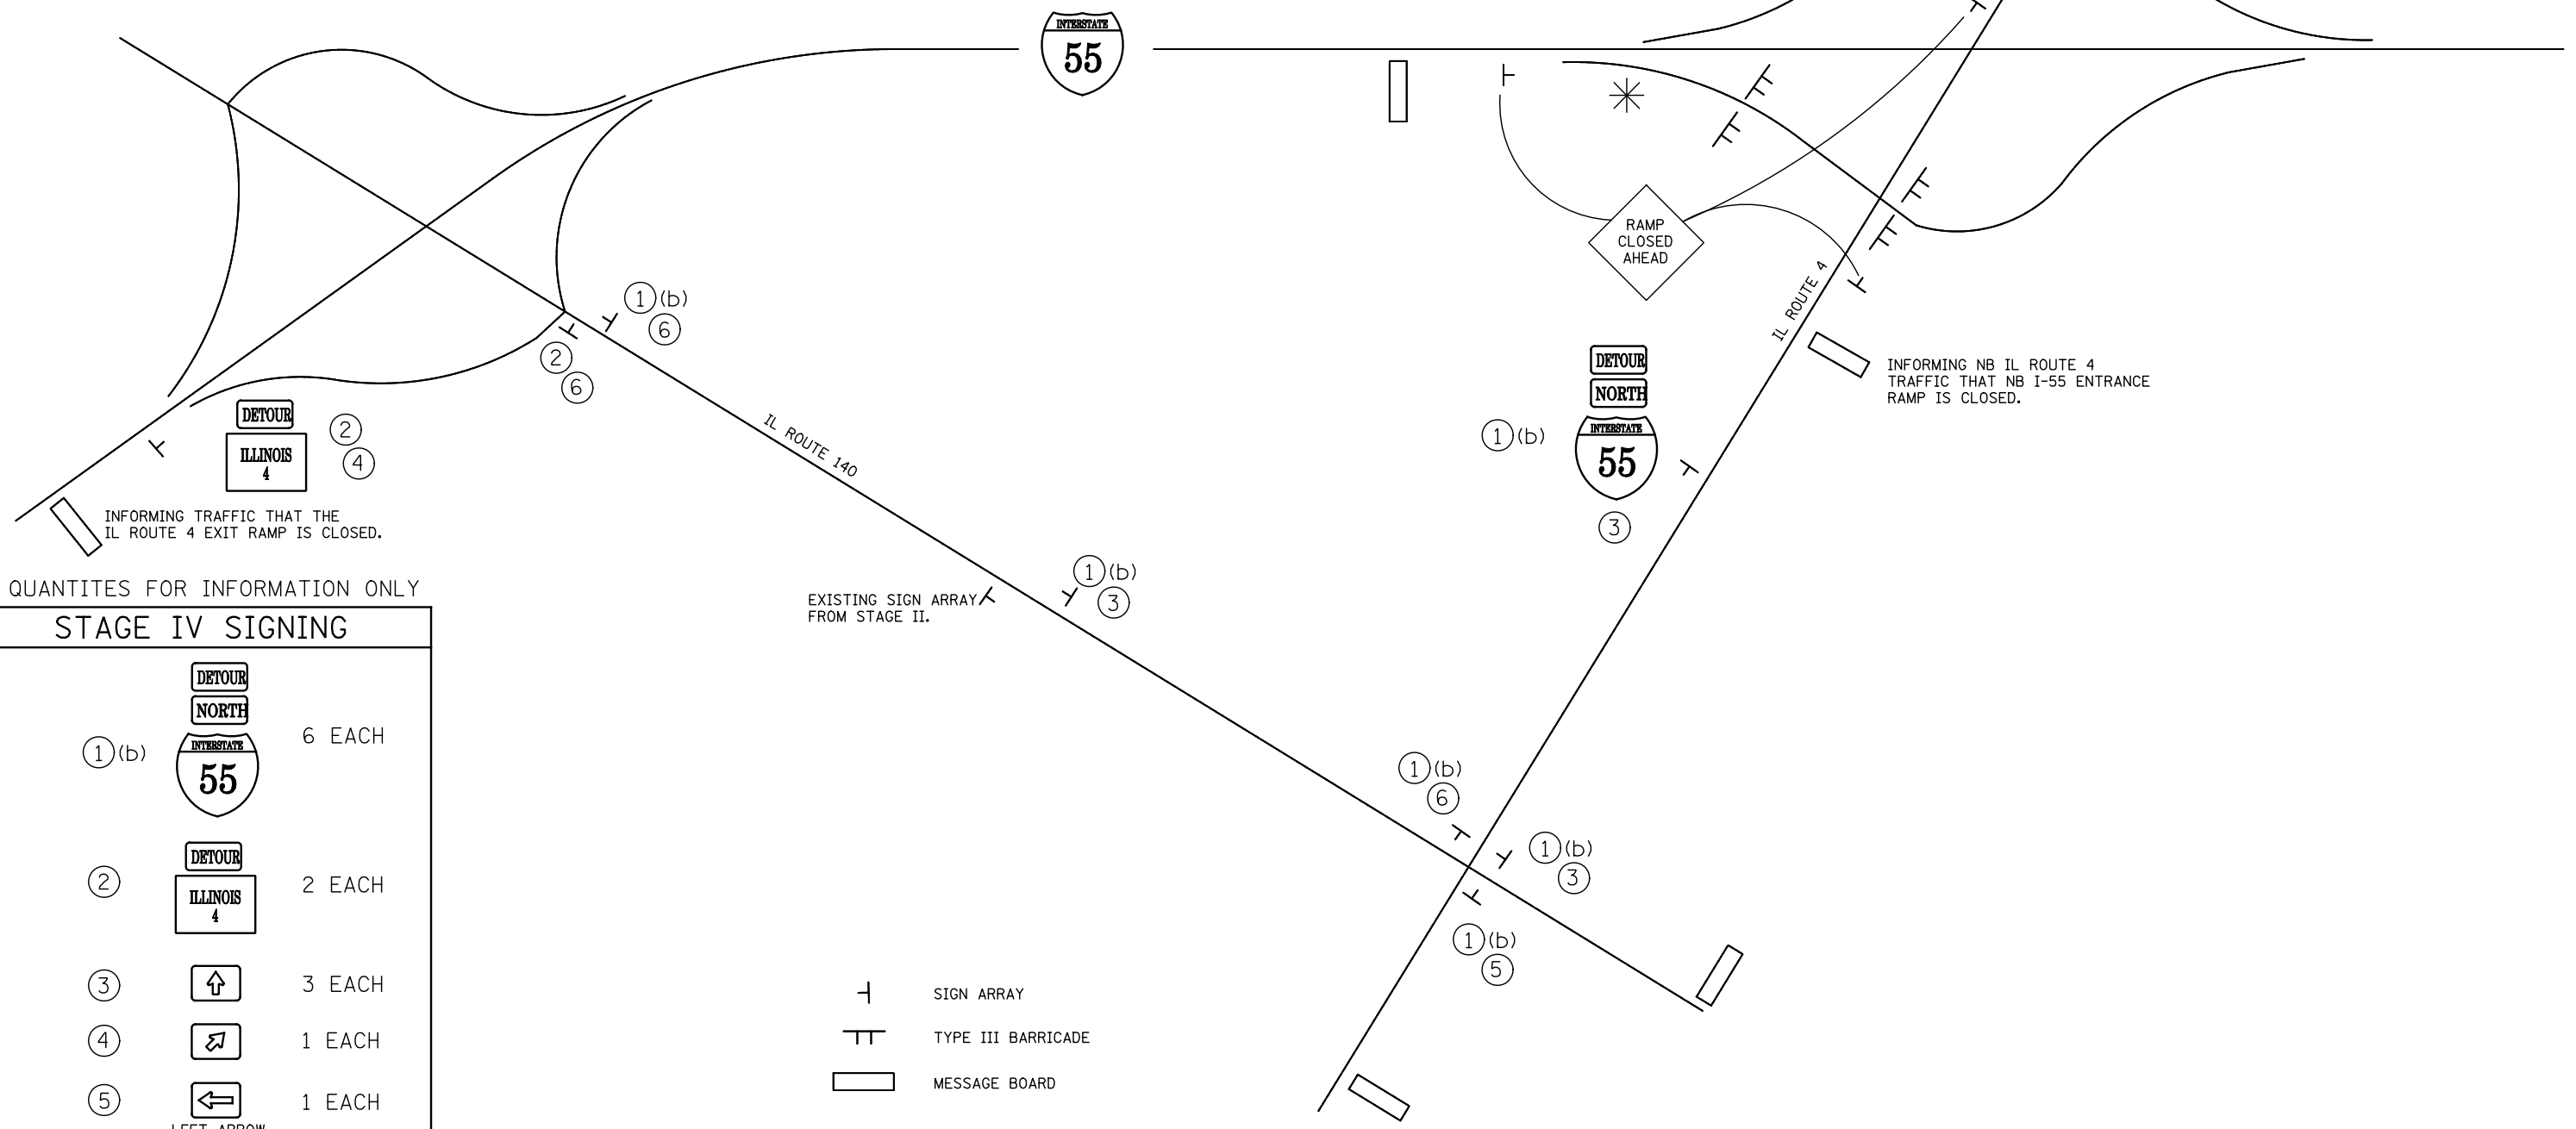 INTERSTATE
55
RAMP
CLOSED
AHEAD
IL ROUTE 4
1 (b)
6
2
6
DETOUR
ILLINOIS
4
2
4
INFORMING TRAFFIC THAT THE
IL ROUTE 4 EXIT RAMP IS CLOSED.
IL ROUTE 140
DETOUR
NORTH
INTERSTATE
55
1 (b)
3
INFORMING NB IL ROUTE 4
TRAFFIC THAT NB I-55 ENTRANCE
RAMP IS CLOSED.
EXISTING SIGN ARRAY
FROM STAGE II.
1 (b)
3
1 (b)
6
1 (b)
3
1 (b)
5
QUANTITES FOR INFORMATION ONLY
STAGE IV SIGNING
1 (b)
DETOUR
NORTH
INTERSTATE
55
6 EACH
2
DETOUR
ILLINOIS
4
2 EACH
3
3 EACH
4
1 EACH
5
1 EACH
LEFT ARROW
SIGN ARRAY
TYPE III BARRICADE
MESSAGE BOARD